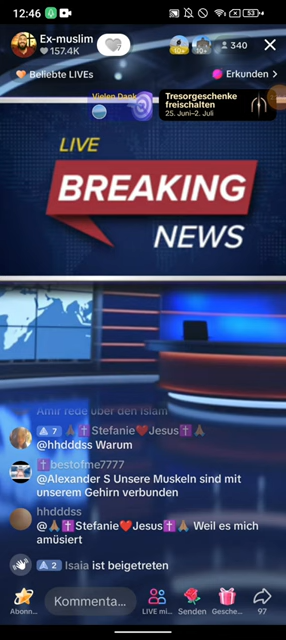 12:46
53
Ex-muslim
157.4K
10+
10+
340
Beliebte LIVEs
Erkunden >
Vielen Dank
Tresorgeschenke
freischalten
25. Juni–2. Juli
LIVE
BREAKING
NEWS
Amir rede über den Islam
7 🙏🏾✝️Stefanie❤️Jesus✝️🙏🏾
@hhdddss Warum
✝️bestofme7777
@Alexander S Unsere Muskeln sind mit
unserem Gehirn verbunden
hhdddss
@🙏🏾✝️Stefanie❤️Jesus✝️🙏🏾 Weil es mich
amüsiert
2 Isaia ist beigetreten
Kommenta...
Abonn...
LIVE mi...
Senden
Gesche...
97